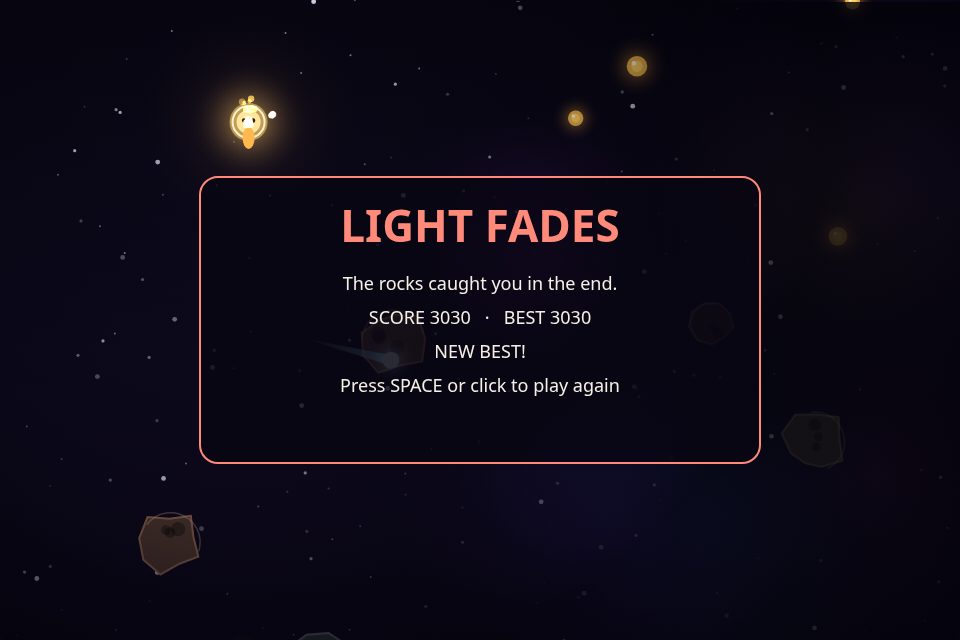 LIGHT FADES
The rocks caught you in the end.
SCORE 3030 · BEST 3030
NEW BEST!
Press SPACE or click to play again